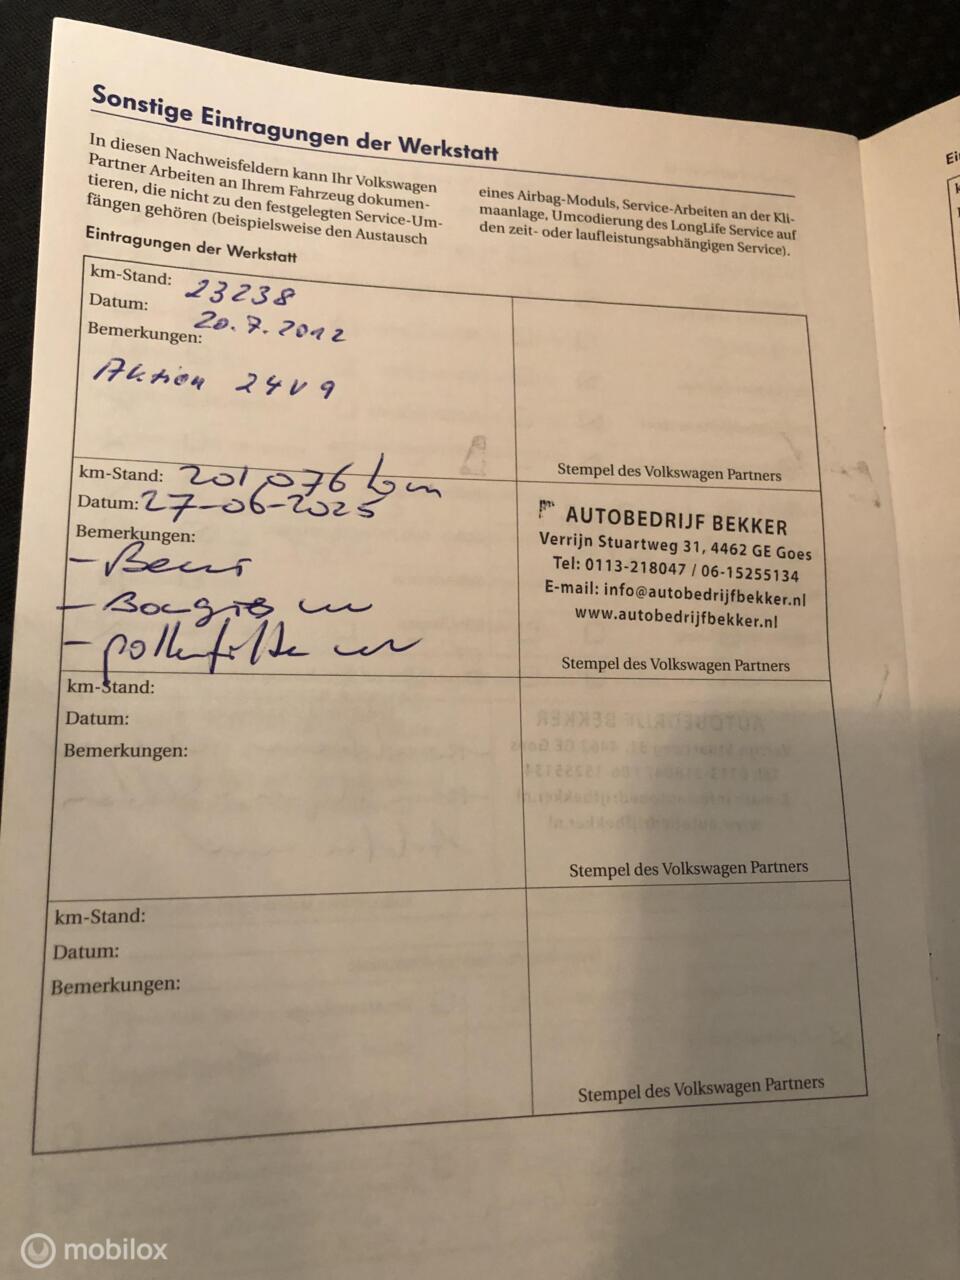 Sonstige Eintragungen der Werkstatt
In diesen Nachweisfeldern kann Ihr Volkswagen
Partner Arbeiten an Ihrem Fahrzeug dokumen-
tieren, die nicht zu den festgelegten Service-Um-
fängen gehören (beispielsweise den Austausch
eines Airbag-Moduls, Service-Arbeiten an der Kli-
maanlage, Umcodierung des LongLife Service auf
den zeit- oder laufleistungsabhängigen Service).
Eintragungen der Werkstatt
km-Stand: 23238
Datum: 20.7.2012
Bemerkungen:
Aktion 24V9
Stempel des Volkswagen Partners
km-Stand: 201.076 km
Datum: 27-06-2025
Bemerkungen:
- Beurt
- Bougies
- pollenfilter
AUTOBEDRIJF BEKKER
Verrijn Stuartweg 31, 4462 GE Goes
Tel: 0113-218047 / 06-15255134
E-mail: info@autobedrijfbekker.nl
www.autobedrijfbekker.nl
Stempel des Volkswagen Partners
km-Stand:
Datum:
Bemerkungen:
Stempel des Volkswagen Partners
km-Stand:
Datum:
Bemerkungen:
Stempel des Volkswagen Partners
mobilox